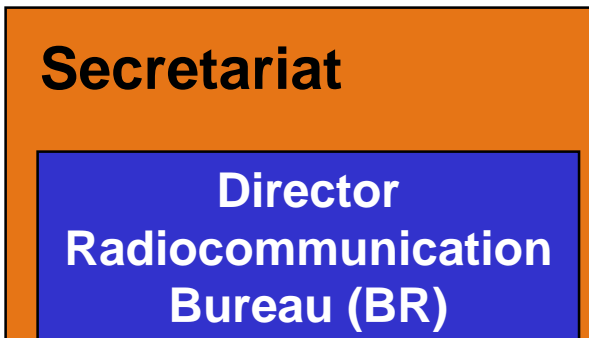 Secretariat
Director
Radiocommunication
Bureau (BR)